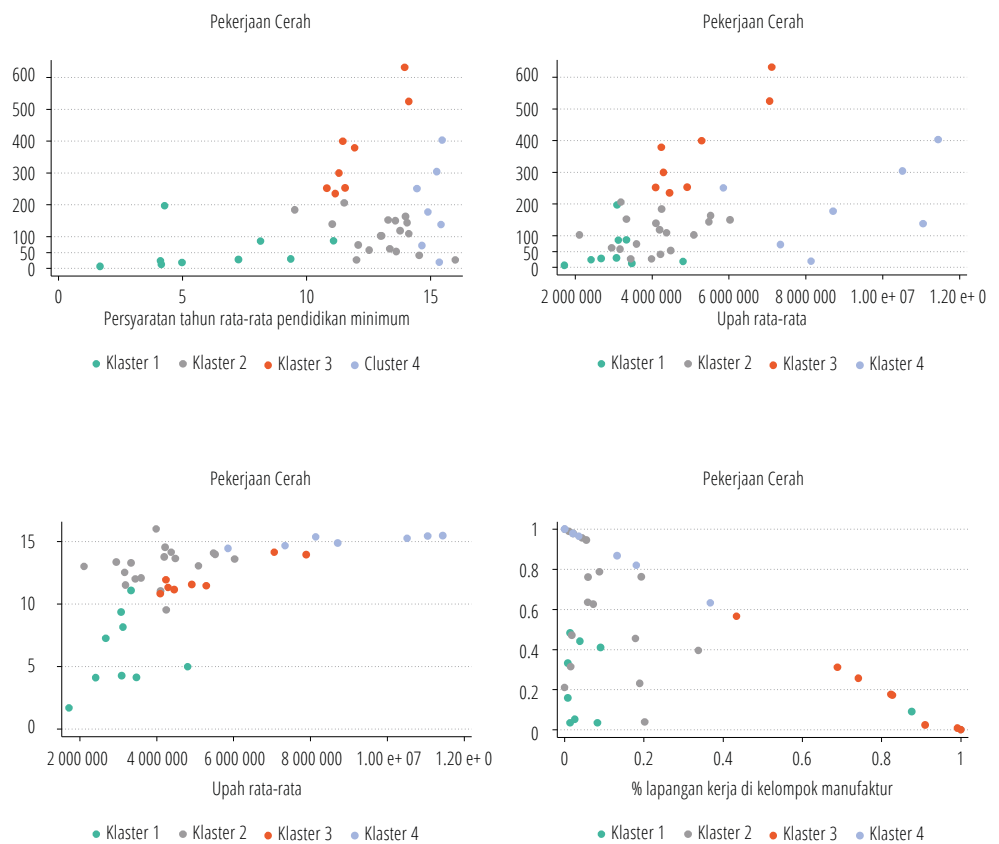 Pekerjaan Cerah
600
500
400
300
200
100
50
0
0 5 10 15
Persyaratan tahun rata-rata pendidikan minimum
Klaster 1 Klaster 2 Klaster 3 Cluster 4
Pekerjaan Cerah
600
500
400
300
200
100
50
0
2 000 000 4 000 000 6 000 000 8 000 000 1.00 e+ 07 1.20 e+ 0
Upah rata-rata
Klaster 1 Klaster 2 Klaster 3 Klaster 4
Pekerjaan Cerah
15
10
5
0
2 000 000 4 000 000 6 000 000 8 000 000 1.00 e+ 07 1.20 e+ 0
Upah rata-rata
Klaster 1 Klaster 2 Klaster 3 Klaster 4
Pekerjaan Cerah
1
0.8
0.6
0.4
0.2
0
0 0.2 0.4 0.6 0.8 1
% lapangan kerja di kelompok manufaktur
Klaster 1 Klaster 2 Klaster 3 Klaster 4